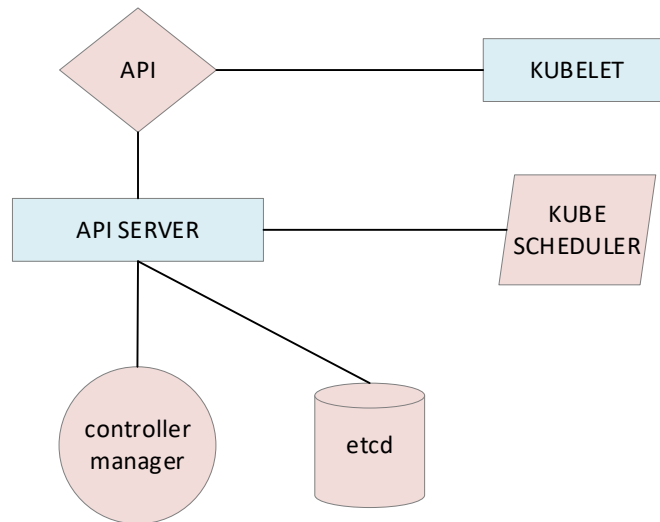 API
KUBELET
API SERVER
KUBE
SCHEDULER
controller
manager
etcd